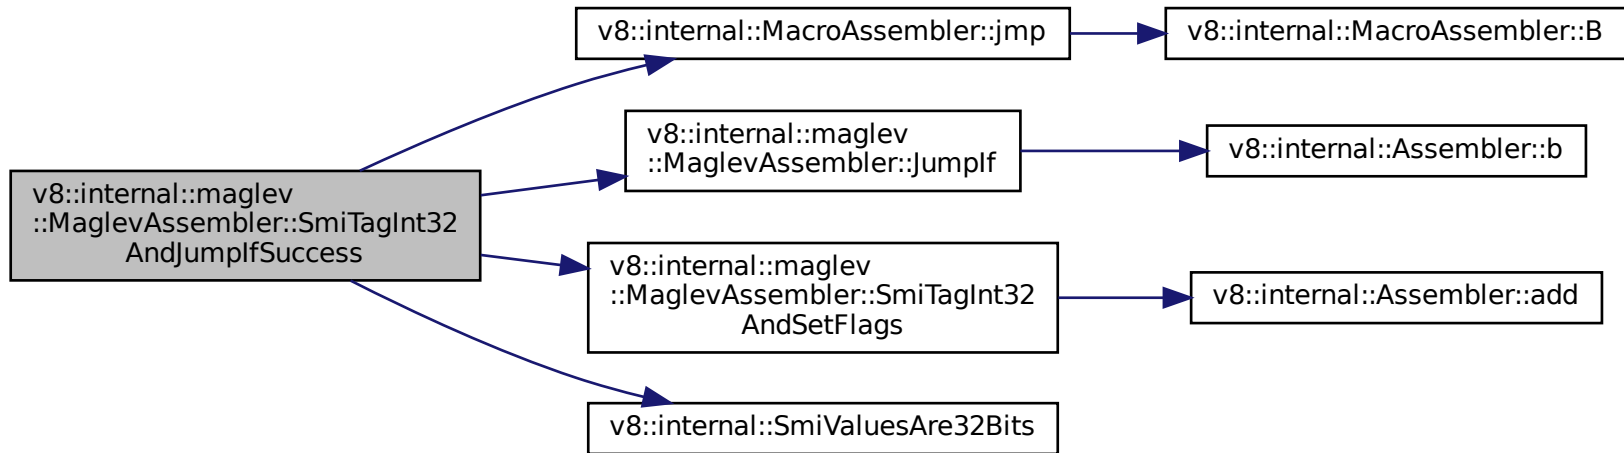 v8::internal::maglev
::MaglevAssembler::SmiTagInt32
AndJumpIfSuccess
v8::internal::MacroAssembler::jmp
v8::internal::MacroAssembler::B
v8::internal::maglev
::MaglevAssembler::JumpIf
v8::internal::Assembler::b
v8::internal::maglev
::MaglevAssembler::SmiTagInt32
AndSetFlags
v8::internal::Assembler::add
v8::internal::SmiValuesAre32Bits